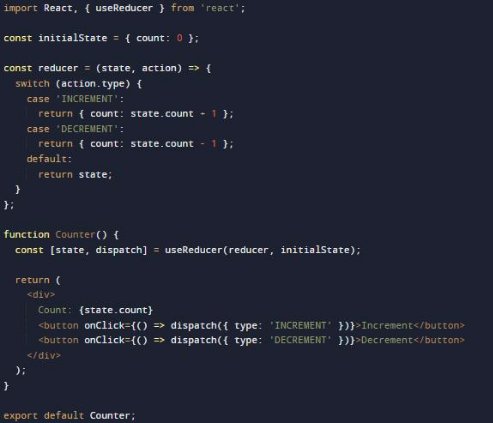 import React, { useReducer } from 'react';
const initialState = { count: 0 };
const reducer = (state, action) => {
switch (action.type) {
case 'INCREMENT':
return { count: state.count + 1 };
case 'DECREMENT':
return { count: state.count - 1 };
default:
return state;
}
};
function Counter() {
const [state, dispatch] = useReducer(reducer, initialState);
return (
<div>
Count: {state.count}
<button onClick={() => dispatch({ type: 'INCREMENT' })}>Increment</button>
<button onClick={() => dispatch({ type: 'DECREMENT' })}>Decrement</button>
</div>
);
}
export default Counter;